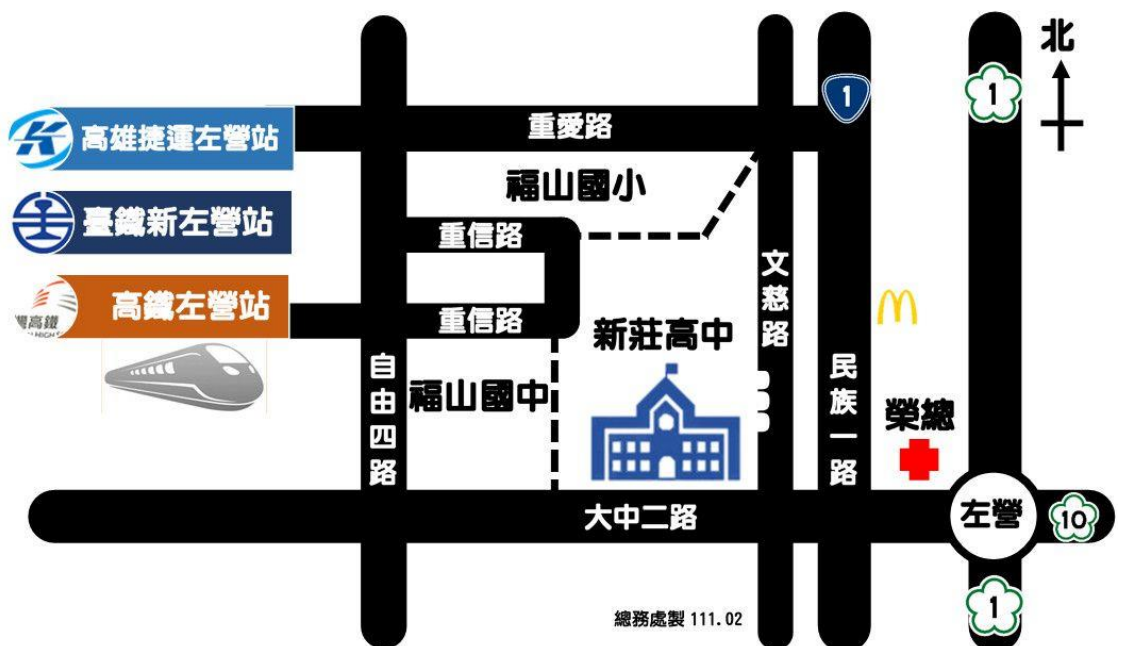 北
1
1
重愛路
高雄捷運左營站
福山國小
臺鐵新左營站
重信路
文慈路
高鐵左營站
灣高鐵
重信路
新莊高中
自由四路
福山國中
民族一路
榮總
大中二路
左營
10
1
總務處製 111.02